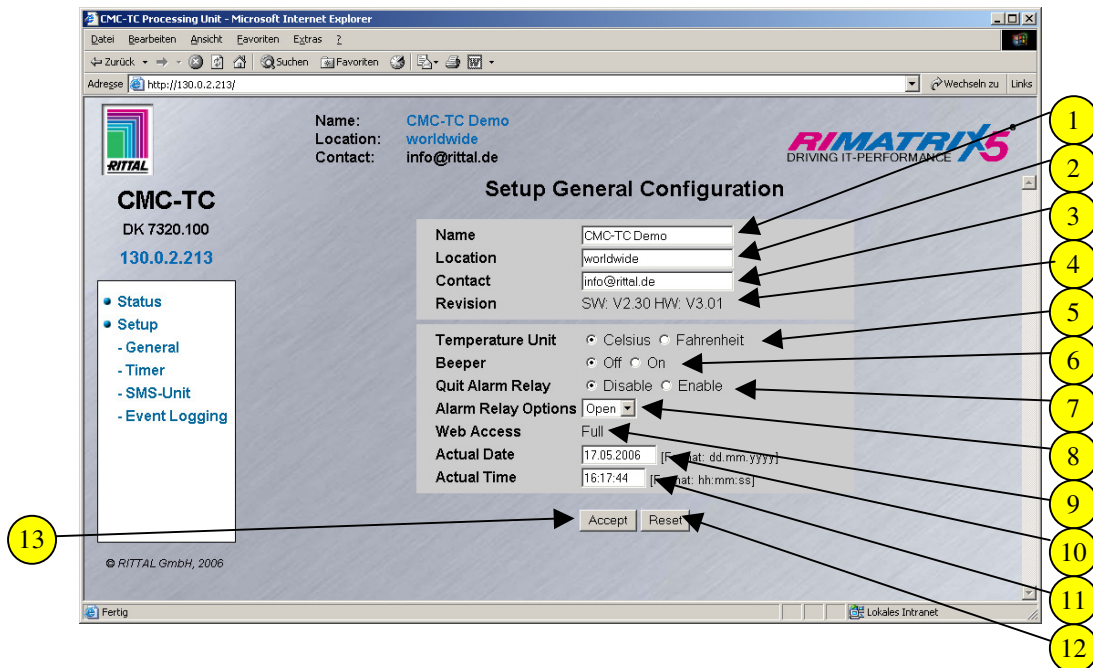 CMC-TC Processing Unit - Microsoft Internet Explorer
Datei Bearbeiten Ansicht Favoriten Extras ?
Zurück Suchen Favoriten
Adresse http://130.0.2.213/ Wechseln zu Links
RITTAL
Name: CMC-TC Demo
Location: worldwide
Contact: info@rittal.de
RIMATRIX5
DRIVING IT-PERFORMANCE
CMC-TC
DK 7320.100
130.0.2.213
Status
Setup
- General
- Timer
- SMS-Unit
- Event Logging
© RITTAL GmbH, 2006
Setup General Configuration
Name CMC-TC Demo
Location worldwide
Contact info@rittal.de
Revision SW: V2.30 HW: V3.01
Temperature Unit Celsius Fahrenheit
Beeper Off On
Quit Alarm Relay Disable Enable
Alarm Relay Options Open
Web Access Full
Actual Date 17.05.2006 [Format: dd.mm.yyyy]
Actual Time 16:17:44 [Format: hh:mm:ss]
Accept Reset
Fertig Lokales Intranet
1
2
3
4
5
6
7
8
9
10
11
12
13